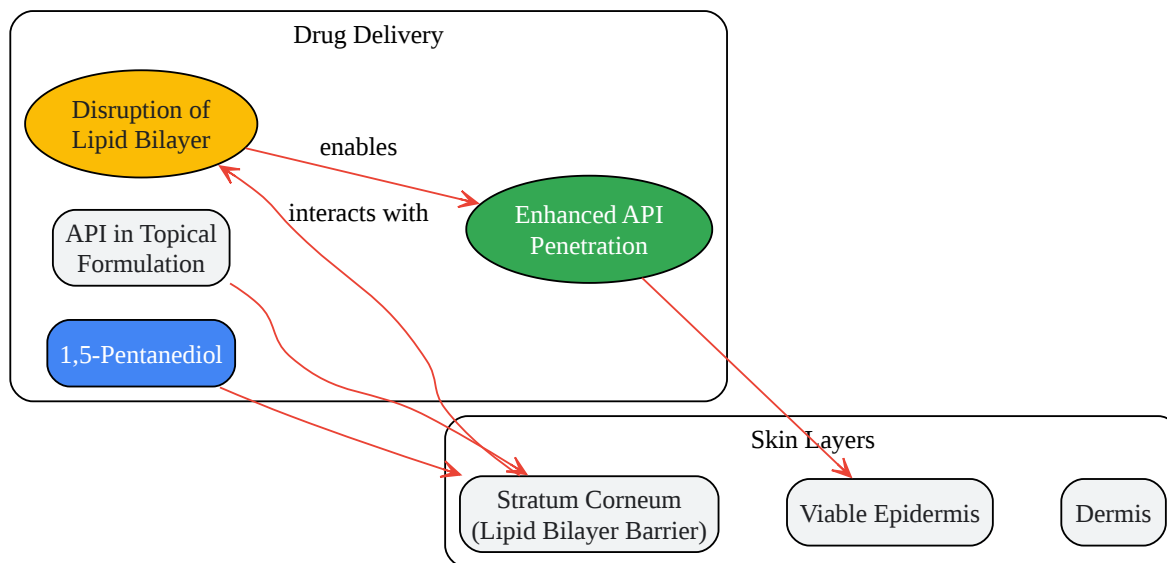 Drug Delivery
Disruption of
Lipid Bilayer
enables
interacts with
Enhanced API
Penetration
API in Topical
Formulation
1,5-Pentanediol
Skin Layers
Stratum Corneum
(Lipid Bilayer Barrier)
Viable Epidermis
Dermis